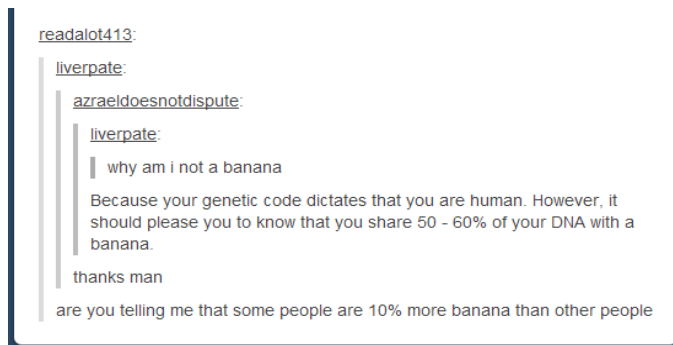 readalot413:
liverpate:
azraeldoesnotdispute:
liverpate:
why am i not a banana
Because your genetic code dictates that you are human. However, it
should please you to know that you share 50 - 60% of your DNA with a
banana.
thanks man
are you telling me that some people are 10% more banana than other people